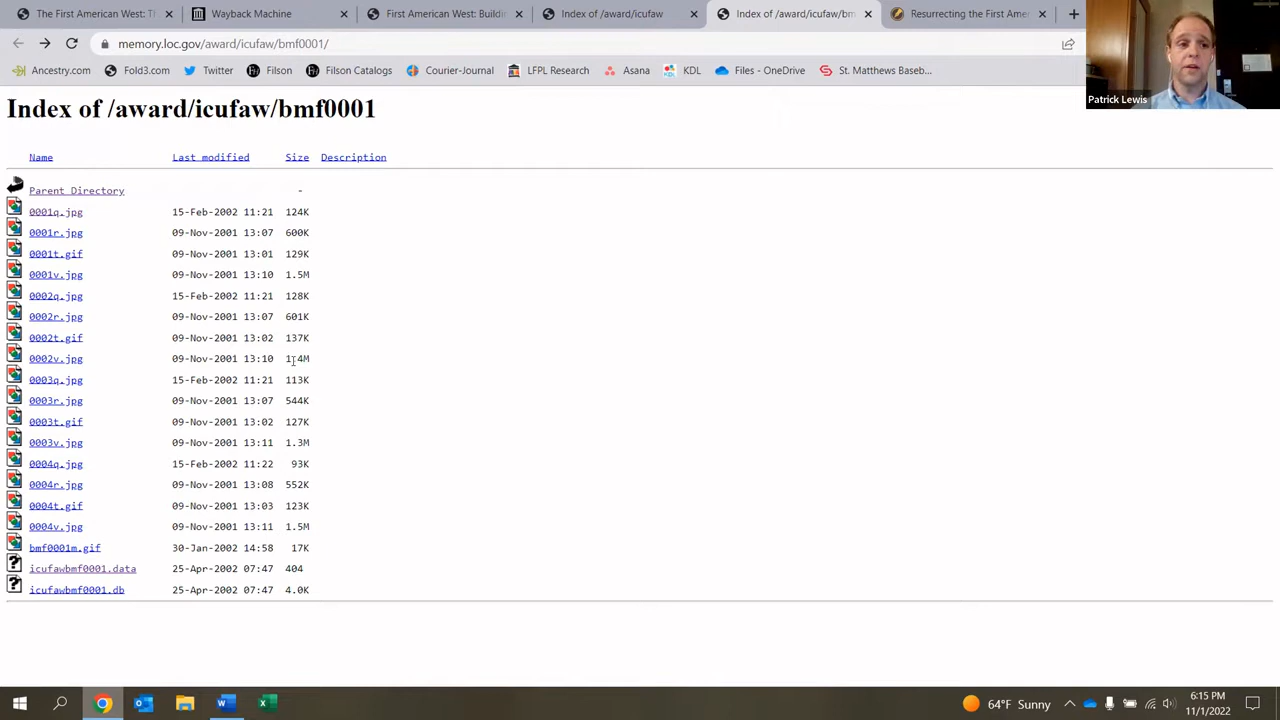 The First American West: Th
Wayback Machine
First American West: Buildi
Index of /award/icufaw
Index of /award/icufaw/bm
Resurrecting the First Ame
memory.loc.gov/award/icufaw/bmf0001/
Ancestry.com
Fold3.com
Twitter
Filson
Filson Catalogs
Courier-Journal
LFPL Research
Asana
KDL
Files - OneDrive
St. Matthews Baseb...
Patrick Lewis
Index of /award/icufaw/bmf0001
Name Last modified Size Description
Parent Directory -
0001q.jpg 15-Feb-2002 11:21 124K
0001r.jpg 09-Nov-2001 13:07 600K
0001t.gif 09-Nov-2001 13:01 129K
0001v.jpg 09-Nov-2001 13:10 1.5M
0002q.jpg 15-Feb-2002 11:21 128K
0002r.jpg 09-Nov-2001 13:07 601K
0002t.gif 09-Nov-2001 13:02 137K
0002v.jpg 09-Nov-2001 13:10 1.4M
0003q.jpg 15-Feb-2002 11:21 113K
0003r.jpg 09-Nov-2001 13:07 544K
0003t.gif 09-Nov-2001 13:02 127K
0003v.jpg 09-Nov-2001 13:11 1.3M
0004q.jpg 15-Feb-2002 11:22 93K
0004r.jpg 09-Nov-2001 13:08 552K
0004t.gif 09-Nov-2001 13:03 123K
0004v.jpg 09-Nov-2001 13:11 1.5M
bmf0001m.gif 30-Jan-2002 14:58 17K
icufawbmf0001.data 25-Apr-2002 07:47 404
icufawbmf0001.db 25-Apr-2002 07:47 4.0K
64°F Sunny
6:15 PM
11/1/2022